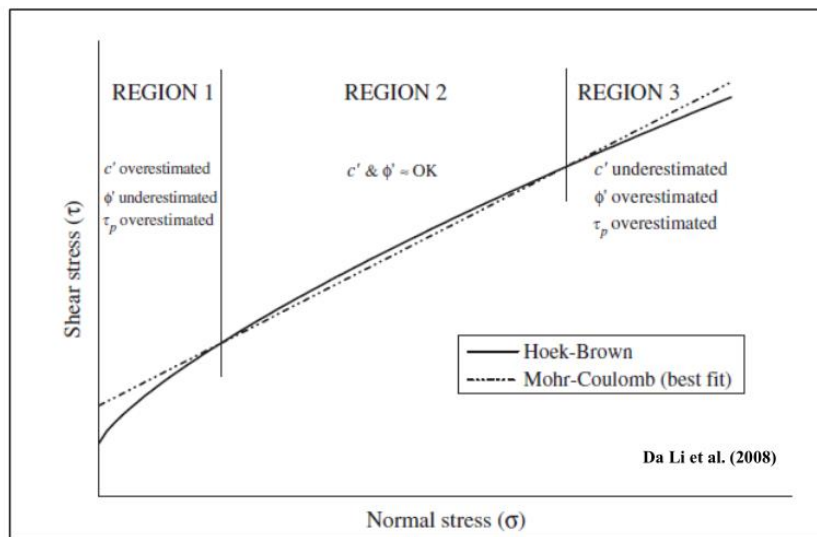 REGION 1
REGION 2
REGION 3
c' overestimated
ϕ' underestimated
τp overestimated
c' & ϕ' ≈ OK
c' underestimated
ϕ' overestimated
τp overestimated
Shear stress (τ)
Hoek-Brown
Mohr-Coulomb (best fit)
Da Li et al. (2008)
Normal stress (σ)